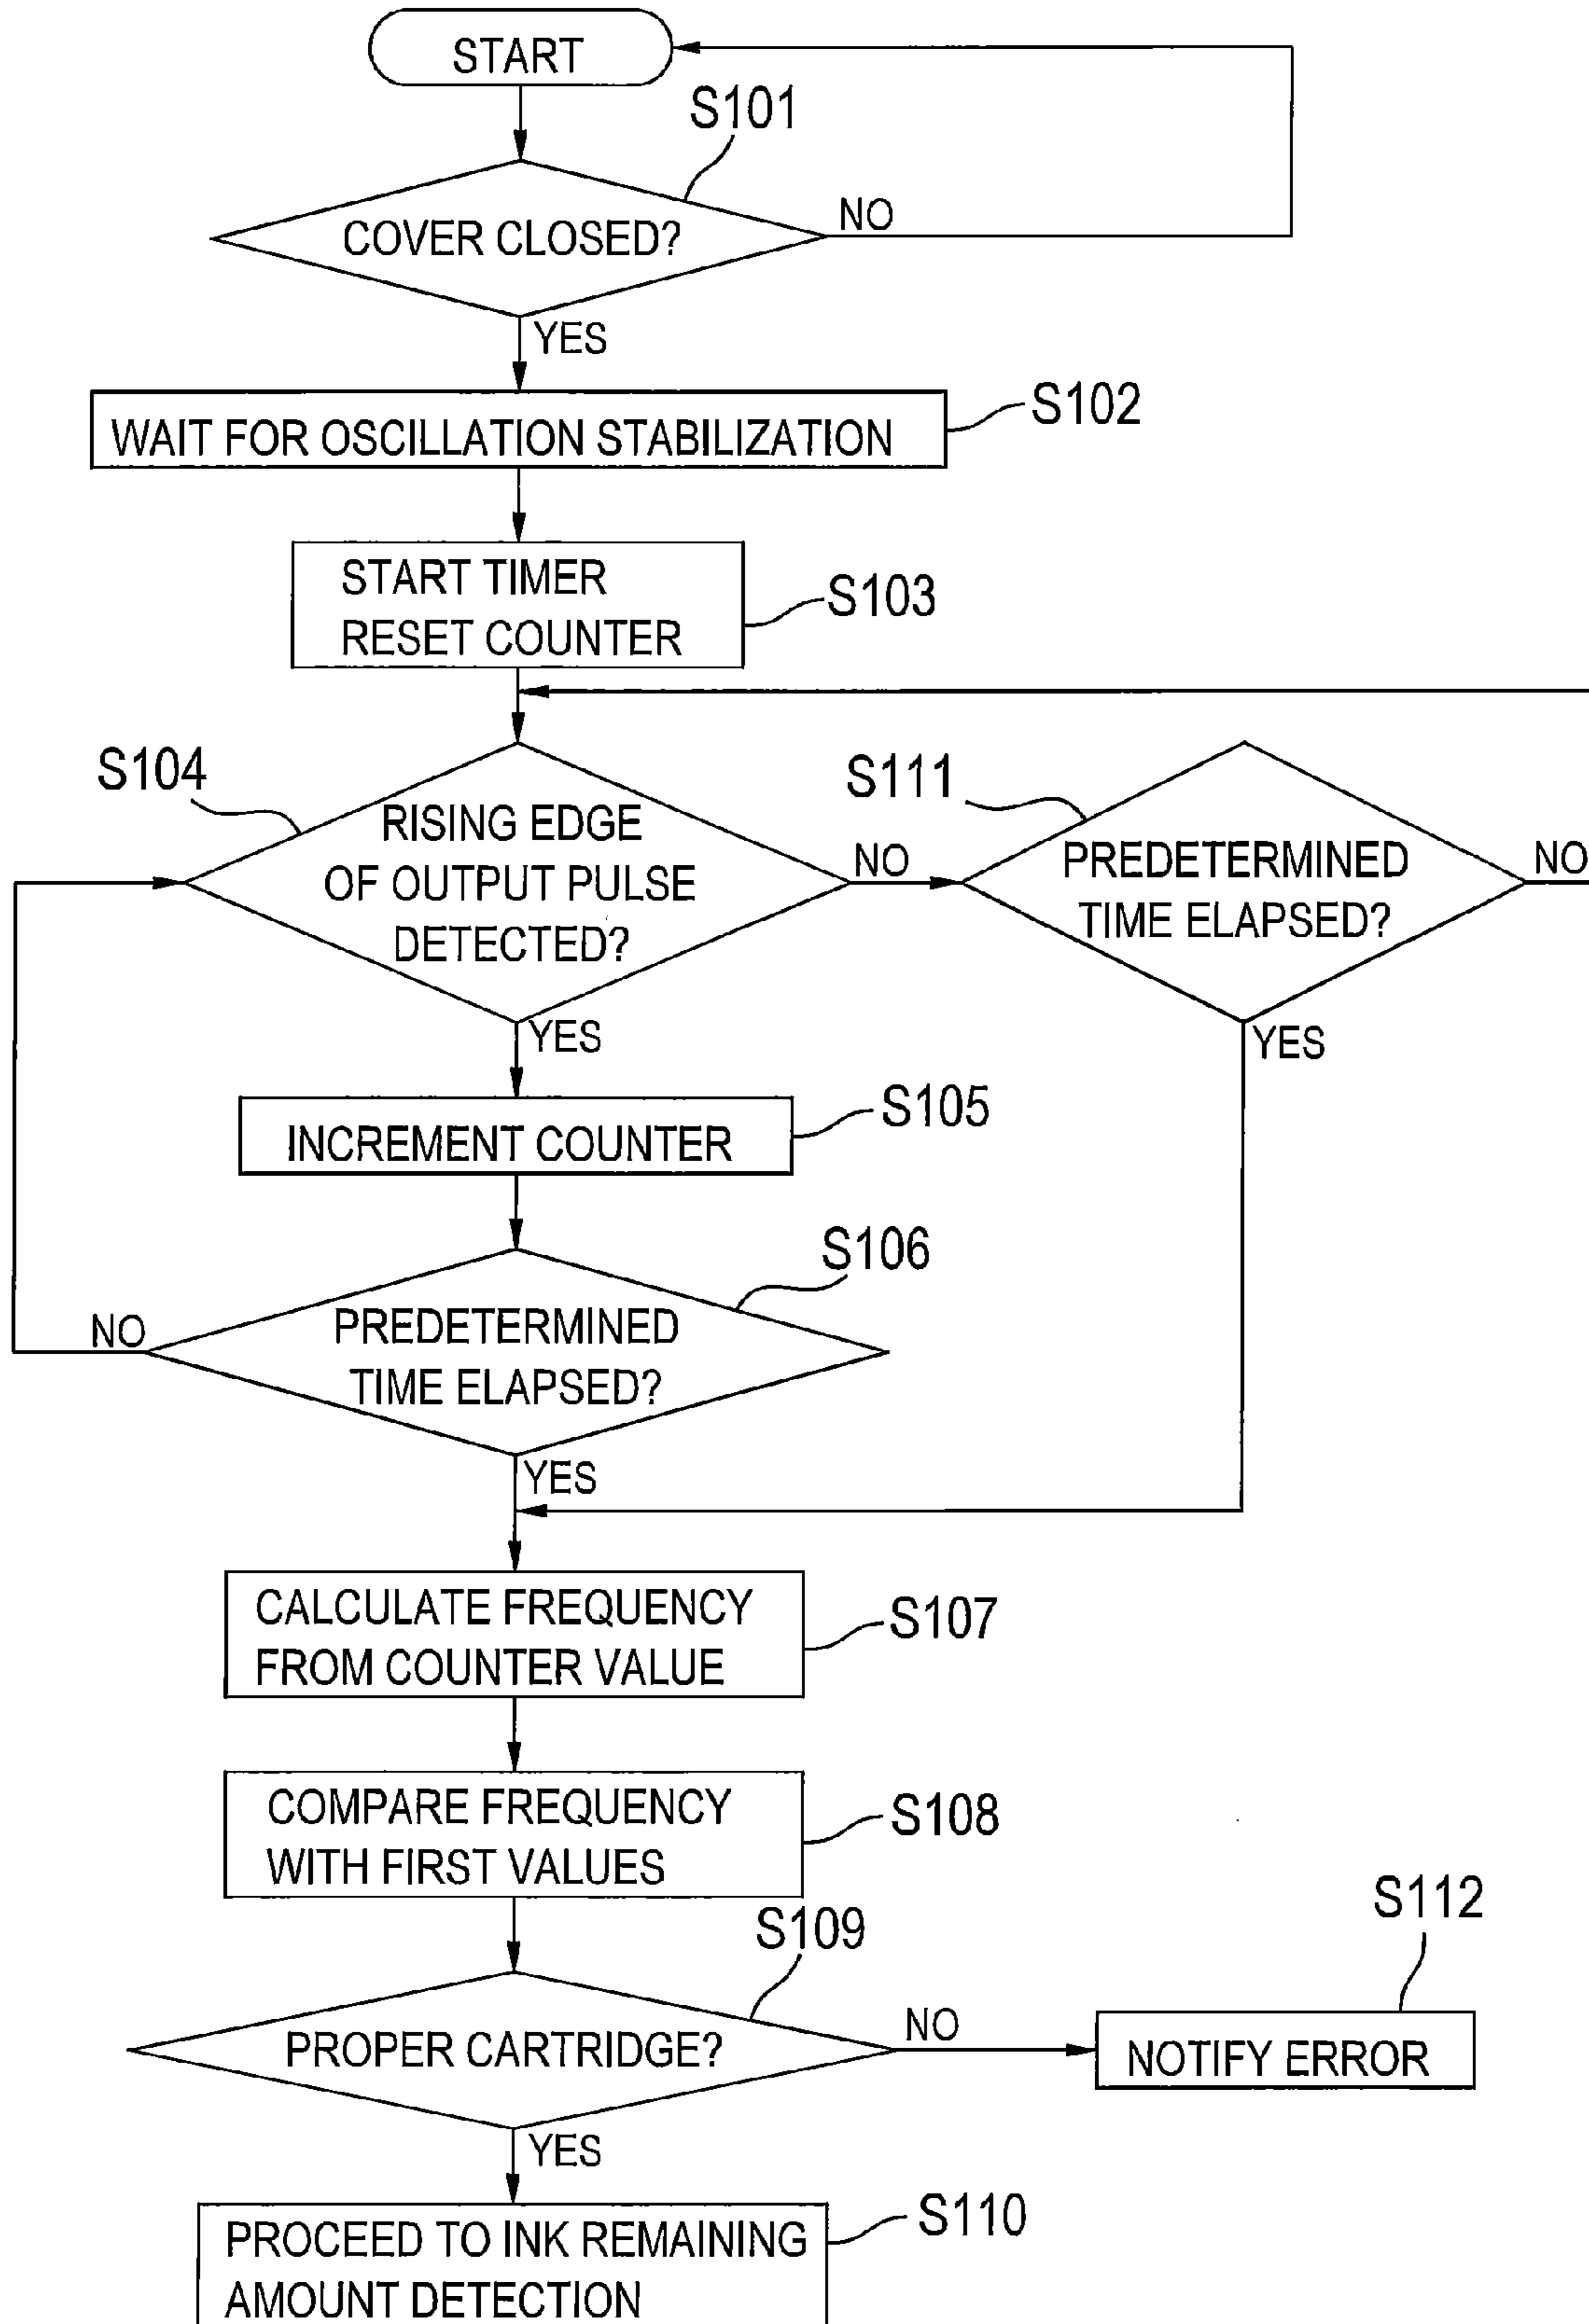 START
S101
COVER CLOSED?
NO
YES
WAIT FOR OSCILLATION STABILIZATION
S102
START TIMER
RESET COUNTER
S103
S104
RISING EDGE
OF OUTPUT PULSE
DETECTED?
NO
S111
PREDETERMINED
TIME ELAPSED?
NO
YES
YES
INCREMENT COUNTER
S105
S106
PREDETERMINED
TIME ELAPSED?
NO
YES
CALCULATE FREQUENCY
FROM COUNTER VALUE
S107
COMPARE FREQUENCY
WITH FIRST VALUES
S108
S109
PROPER CARTRIDGE?
NO
S112
NOTIFY ERROR
YES
PROCEED TO INK REMAINING
AMOUNT DETECTION
S110